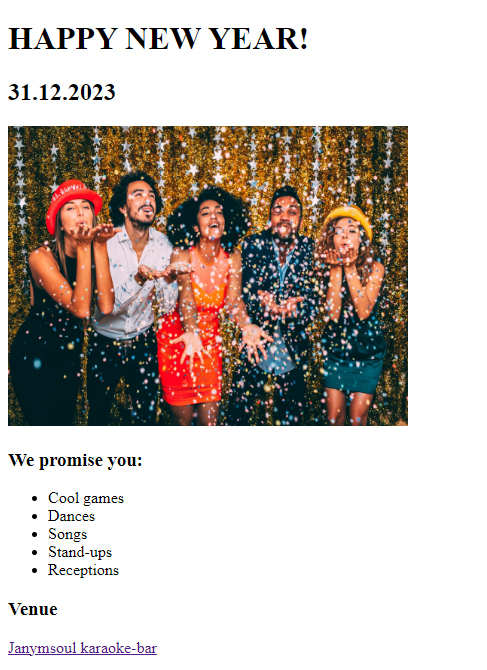 HAPPY NEW YEAR!
31.12.2023
We promise you:
Cool games
Dances
Songs
Stand-ups
Receptions
Venue
Janymsoul karaoke-bar